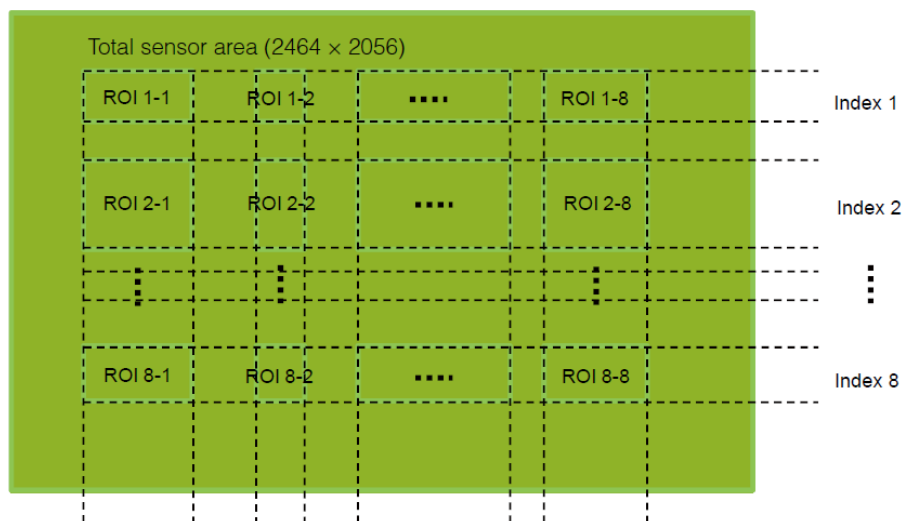 Total sensor area (2464 × 2056)
ROI 1-1 ROI 1-2 .... ROI 1-8 Index 1
ROI 2-1 ROI 2-2 .... ROI 2-8 Index 2
ROI 8-1 ROI 8-2 .... ROI 8-8 Index 8